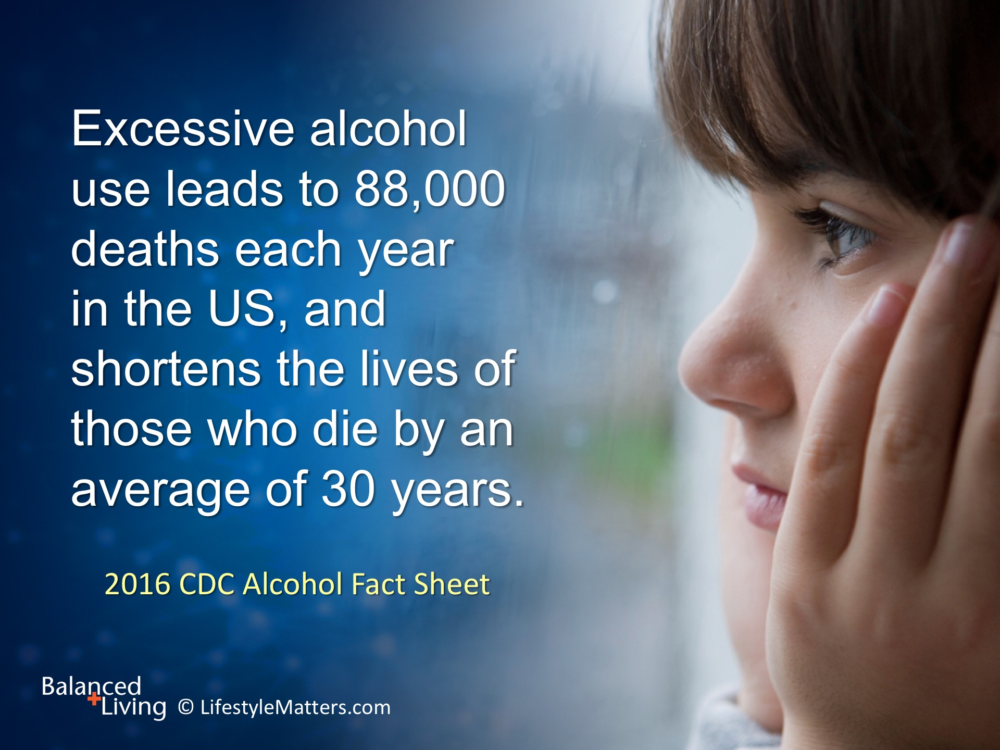 Excessive alcohol
use leads to 88,000
deaths each year
in the US, and
shortens the lives of
those who die by an
average of 30 years.
2016 CDC Alcohol Fact Sheet
Balanced
Living © LifestyleMatters.com